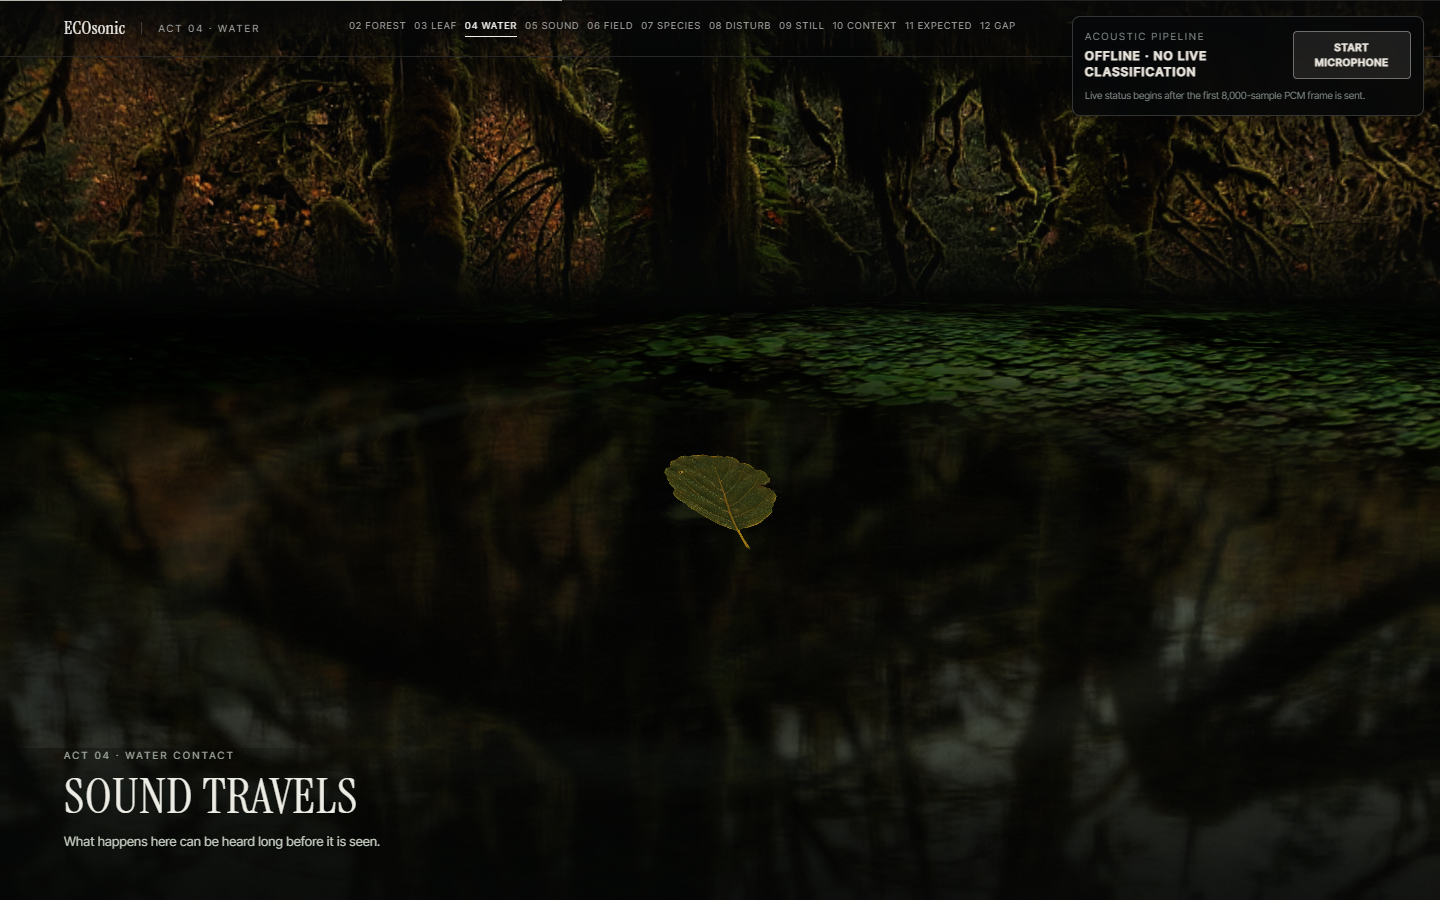 ECOsonic
ACT 04 · WATER
02 FOREST 03 LEAF 04 WATER 05 SOUND 06 FIELD 07 SPECIES 08 DISTURB 09 STILL 10 CONTEXT 11 EXPECTED 12 GAP
ACOUSTIC PIPELINE
OFFLINE · NO LIVE
CLASSIFICATION
START
MICROPHONE
Live status begins after the first 8,000-sample PCM frame is sent.
ACT 04 · WATER CONTACT
SOUND TRAVELS
What happens here can be heard long before it is seen.